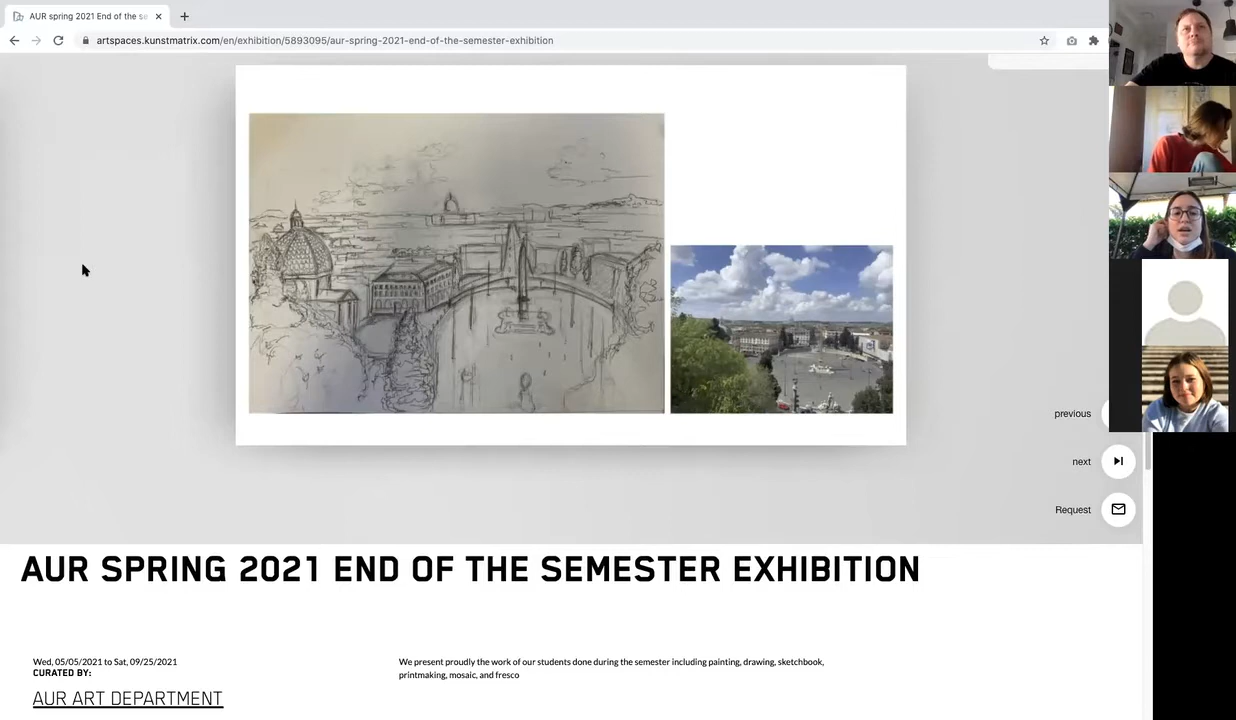 AUR spring 2021 End of the se
artspaces.kunstmatrix.com/en/exhibition/5893095/aur-spring-2021-end-of-the-semester-exhibition
previous
next
Request
AUR SPRING 2021 END OF THE SEMESTER EXHIBITION
Wed, 05/05/2021 to Sat, 09/25/2021
CURATED BY:
AUR ART DEPARTMENT
We present proudly the work of our students done during the semester including painting, drawing, sketchbook,
printmaking, mosaic, and fresco